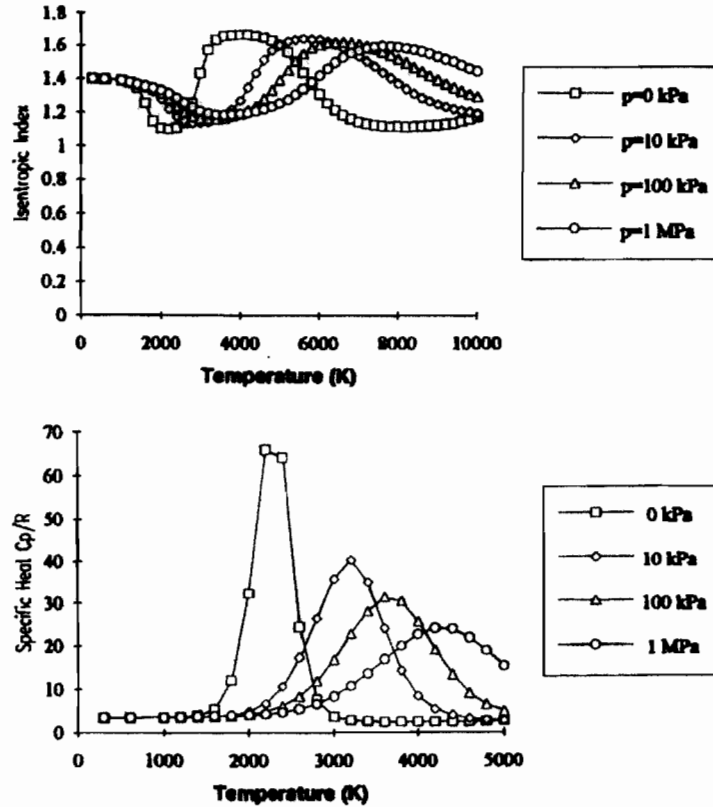 1.8
1.6
1.4
1.2
1
0.8
0.6
0.4
0.2
0
Isentropic Index
0 2000 4000 6000 8000 10000
Temperature (K)
p=0 kPa
p=10 kPa
p=100 kPa
p=1 MPa
70
60
50
40
30
20
10
0
Specific Heal Cp/R
0 1000 2000 3000 4000 5000
Temperature (K)
0 kPa
10 kPa
100 kPa
1 MPa